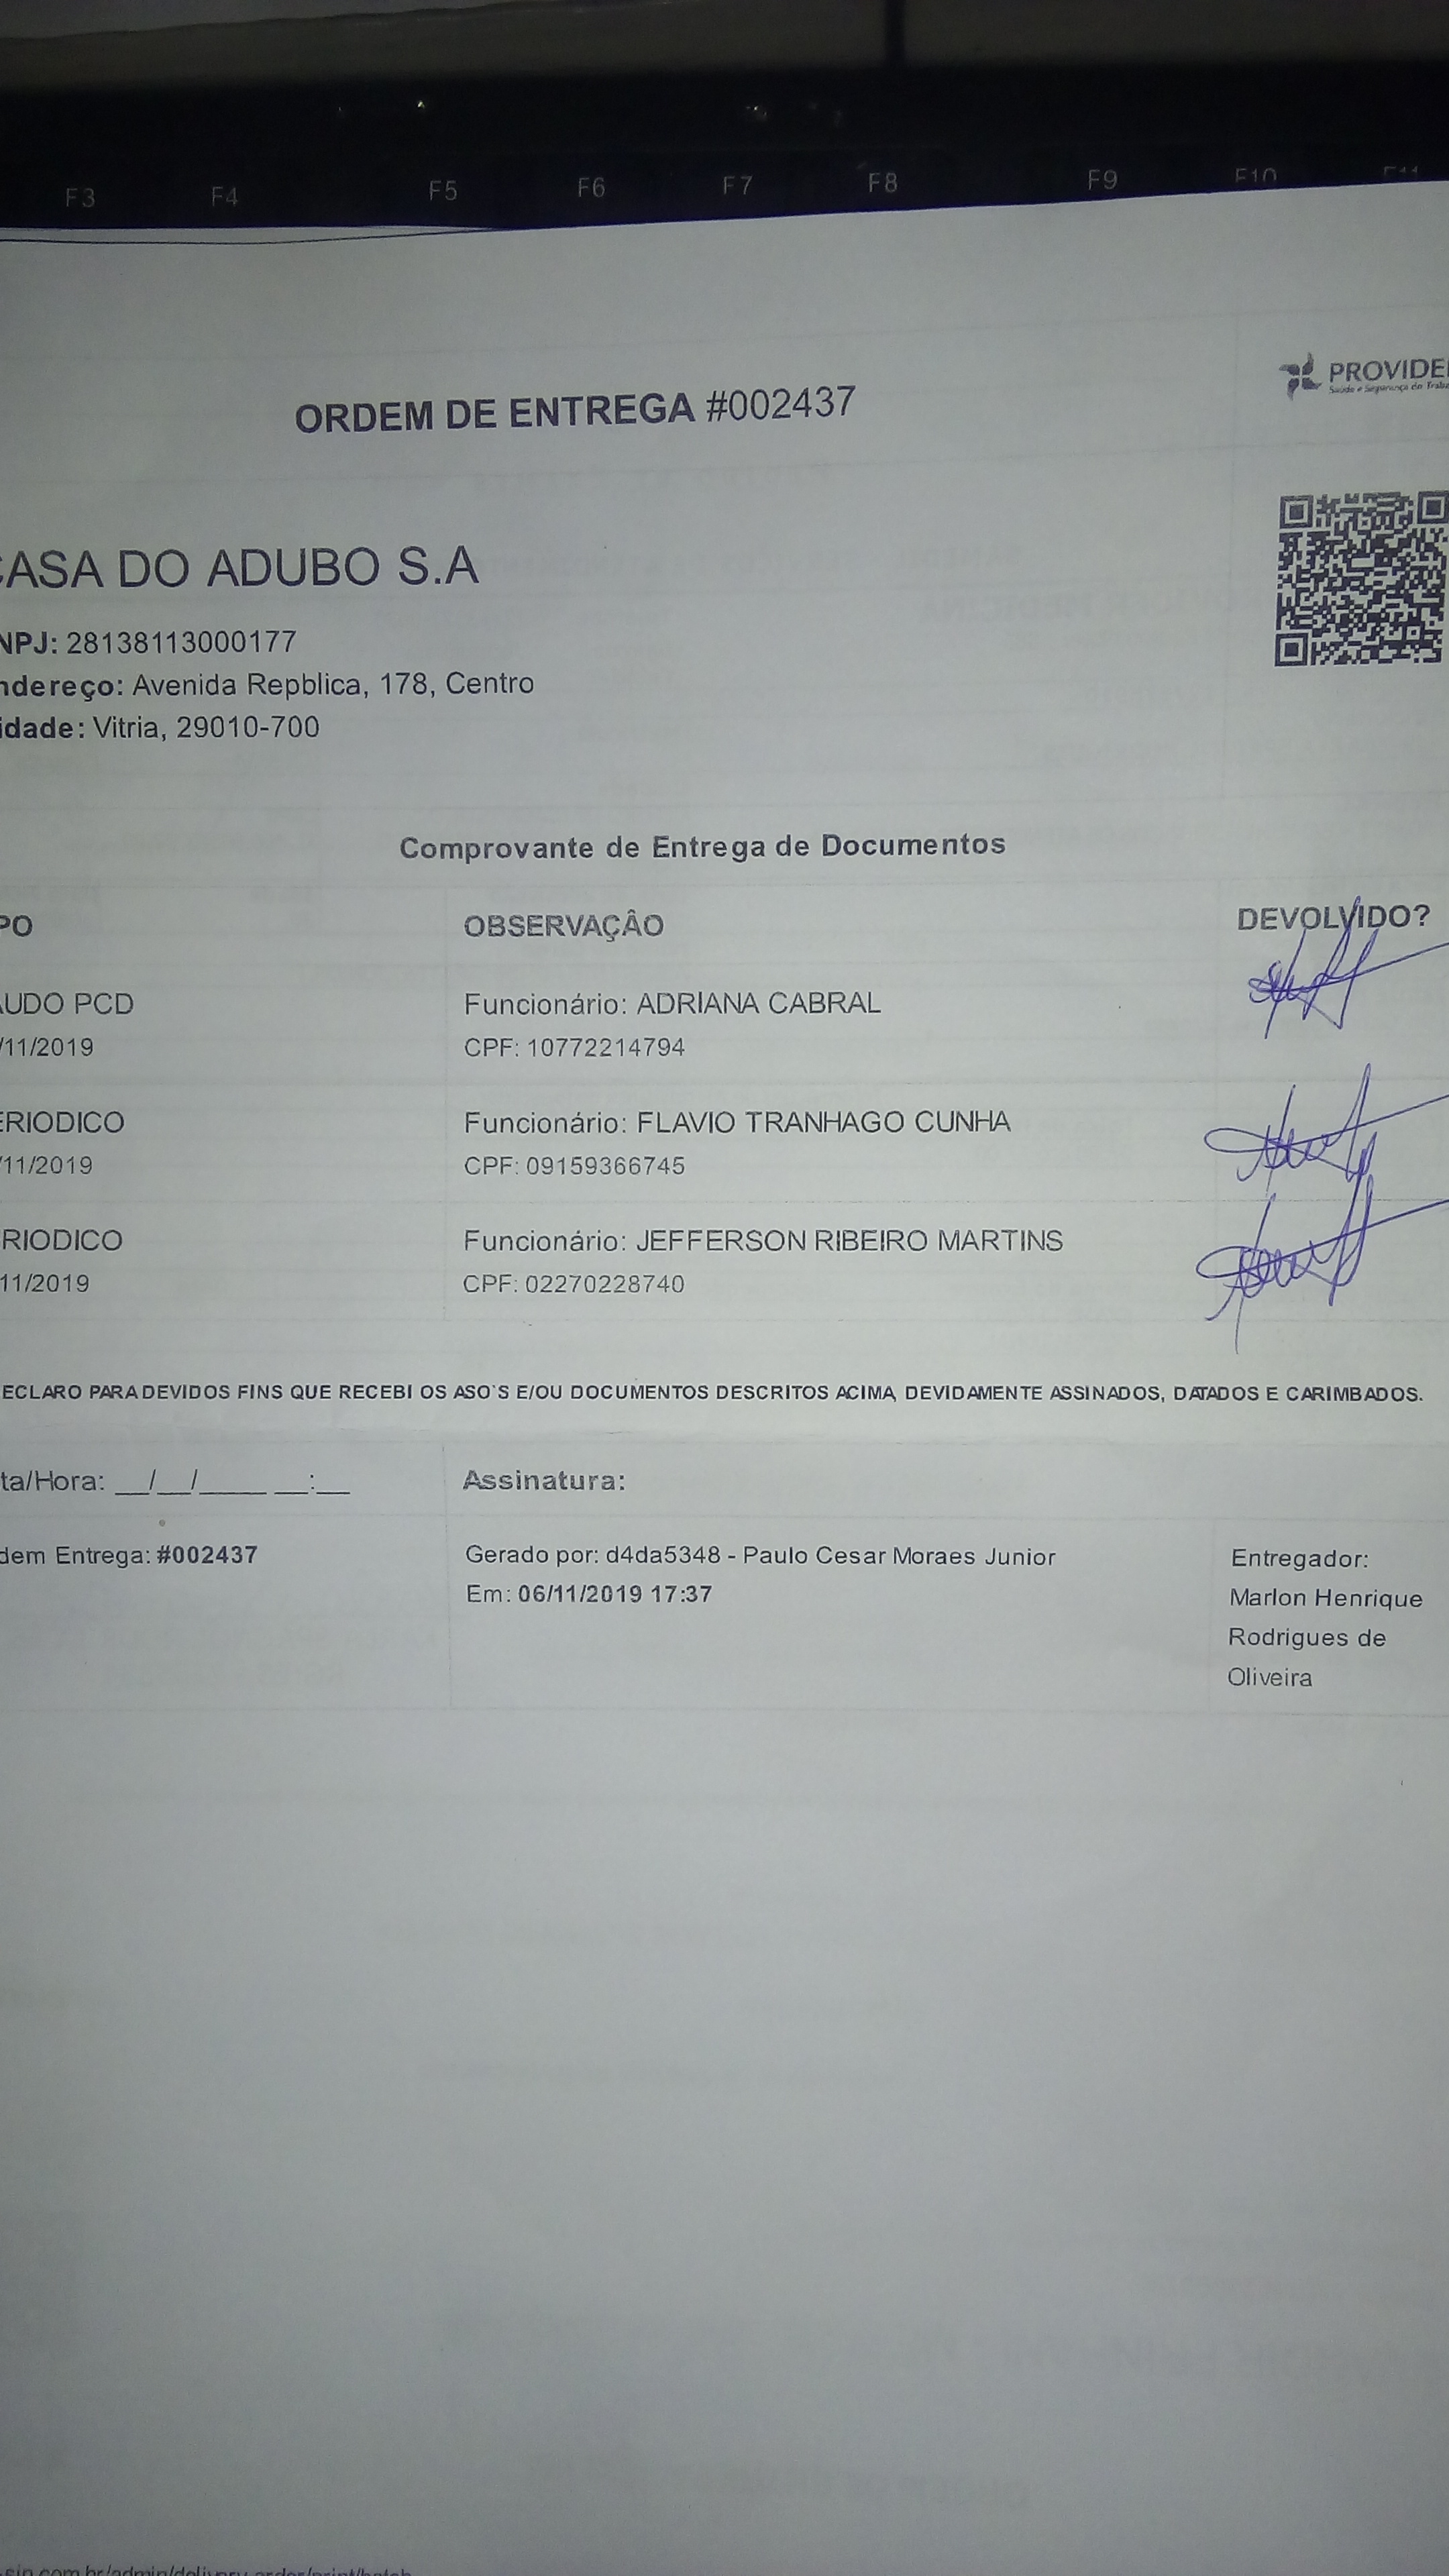 F3 F4 F5 F6 F7 F8 F9 F10
PROVIDE
Saúde e Segurança do Traba
ORDEM DE ENTREGA #002437
CASA DO ADUBO S.A
NPJ: 28138113000177
ndereço: Avenida Repblica, 178, Centro
idade: Vitria, 29010-700
Comprovante de Entrega de Documentos
PO OBSERVAÇÂO DEVOLVIDO?
AUDO PCD Funcionário: ADRIANA CABRAL
/11/2019 CPF: 10772214794
ERIODICO Funcionário: FLAVIO TRANHAGO CUNHA
/11/2019 CPF: 09159366745
RIODICO Funcionário: JEFFERSON RIBEIRO MARTINS
11/2019 CPF: 02270228740
ECLARO PARA DEVIDOS FINS QUE RECEBI OS ASO`S E/OU DOCUMENTOS DESCRITOS ACIMA, DEVIDAMENTE ASSINADOS, DATADOS E CARIMBADOS.
ta/Hora: __/__/____ __:__ Assinatura:
dem Entrega: #002437 Gerado por: d4da5348 - Paulo Cesar Moraes Junior Entregador:
Em: 06/11/2019 17:37 Marlon Henrique
Rodrigues de
Oliveira
sin.com.br/admin/delivery-order/print/batch